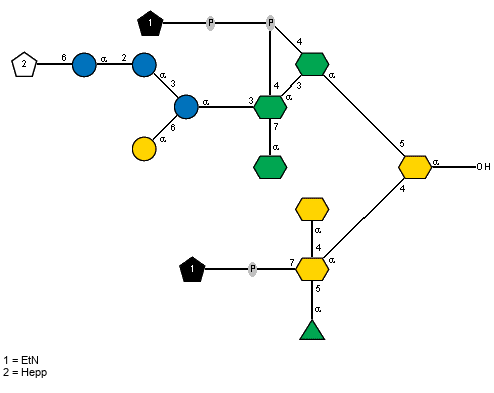 1 P P
4
2 6 α 2 α α
3 4 3
α 3 α
6 7
α
α 5
α OH
4
α
4
1 P 7 α
5
α
1 = EtN
2 = Hepp